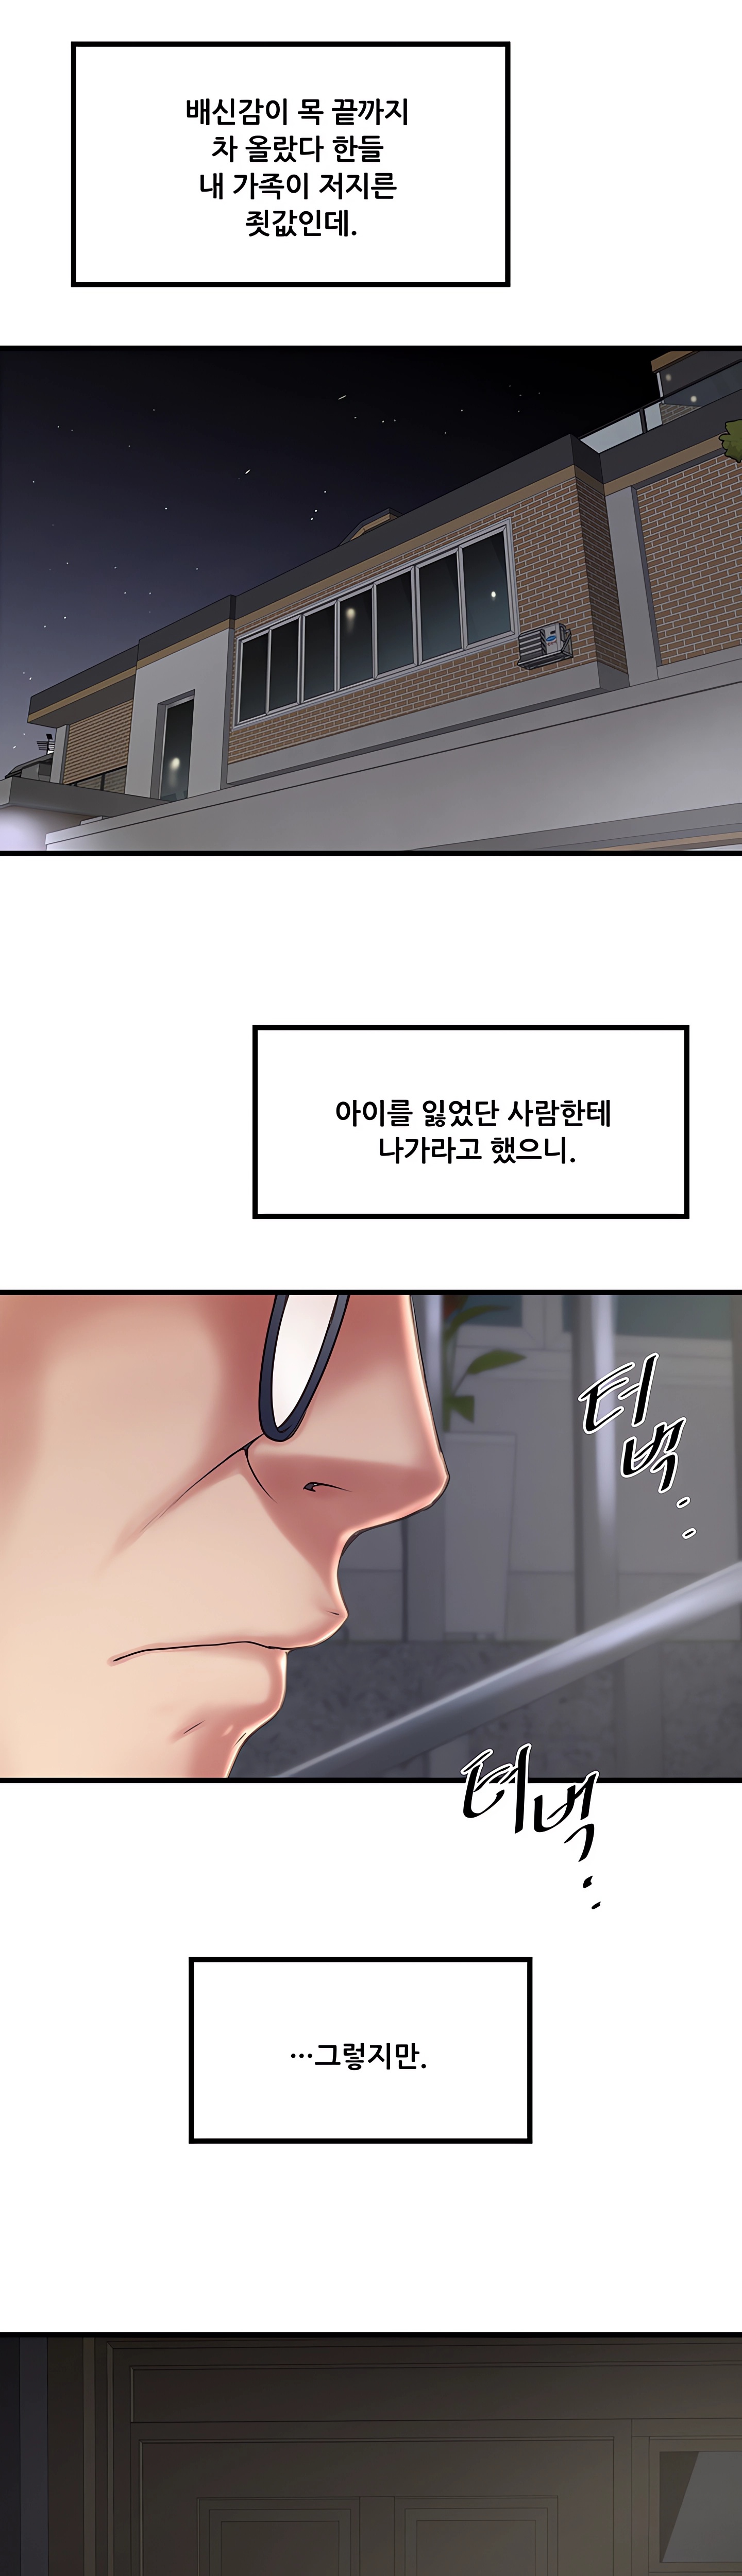 배신감이 목 끝까지
차 올랐다 한들
내 가족이 저지른
죗값인데.
아이를 잃었단 사람한테
나가라고 했으니.
터
벅
터벅
…그렇지만.